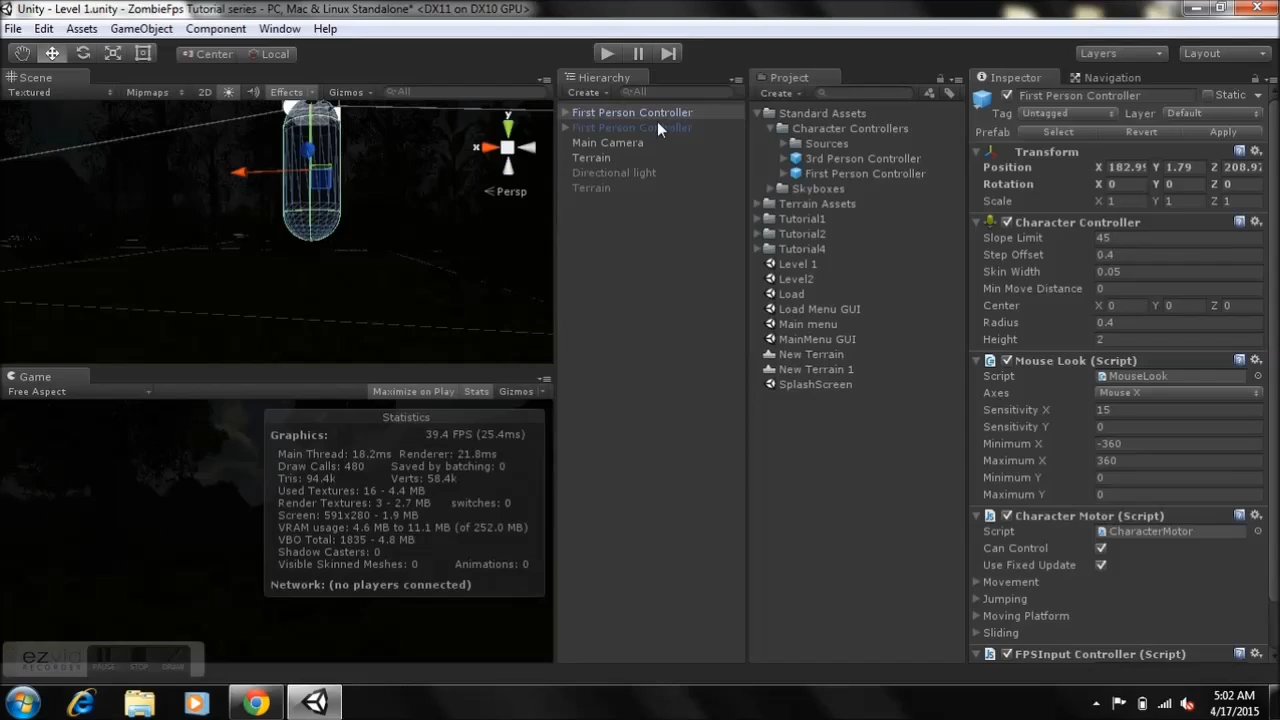 Unity - Level 1.unity - ZombieFps Tutorial series - PC, Mac & Linux Standalone* <DX11 on DX10 GPU>
File Edit Assets GameObject Component Window Help
Center Local Layers Layout
Scene
Textured Mipmaps 2D Effects Gizmos All
y
x
Persp
Game
Free Aspect Maximize on Play Stats Gizmos
Statistics
Graphics: 39.4 FPS (25.4ms)
Main Thread: 18.2ms Renderer: 21.8ms
Draw Calls: 480 Saved by batching: 0
Tris: 94.4k Verts: 58.4k
Used Textures: 16 - 4.4 MB
Render Textures: 3 - 2.7 MB switches: 0
Screen: 591x280 - 1.9 MB
VRAM usage: 4.6 MB to 11.1 MB (of 252.0 MB)
VBO Total: 1835 - 4.8 MB
Shadow Casters: 0
Visible Skinned Meshes: 0 Animations: 0
Network: (no players connected)
ezvid
RECORDER
PAUSE STOP DRAW
Hierarchy
Create All
First Person Controller
First Person Controller
Main Camera
Terrain
Directional light
Terrain
Project
Create
Standard Assets
Character Controllers
Sources
3rd Person Controller
First Person Controller
Skyboxes
Terrain Assets
Tutorial1
Tutorial2
Tutorial4
Level 1
Level2
Load
Load Menu GUI
Main menu
MainMenu GUI
New Terrain
New Terrain 1
SplashScreen
Inspector Navigation
First Person Controller Static
Tag Untagged Layer Default
Prefab Select Revert Apply
Transform
Position X 182.99 Y 1.79 Z 208.97
Rotation X 0 Y 0 Z 0
Scale X 1 Y 1 Z 1
Character Controller
Slope Limit 45
Step Offset 0.4
Skin Width 0.05
Min Move Distance 0
Center X 0 Y 0 Z 0
Radius 0.4
Height 2
Mouse Look (Script)
Script MouseLook
Axes Mouse X
Sensitivity X 15
Sensitivity Y 0
Minimum X -360
Maximum X 360
Minimum Y 0
Maximum Y 0
Character Motor (Script)
Script CharacterMotor
Can Control
Use Fixed Update
Movement
Jumping
Moving Platform
Sliding
FPSInput Controller (Script)
5:02 AM
4/17/2015